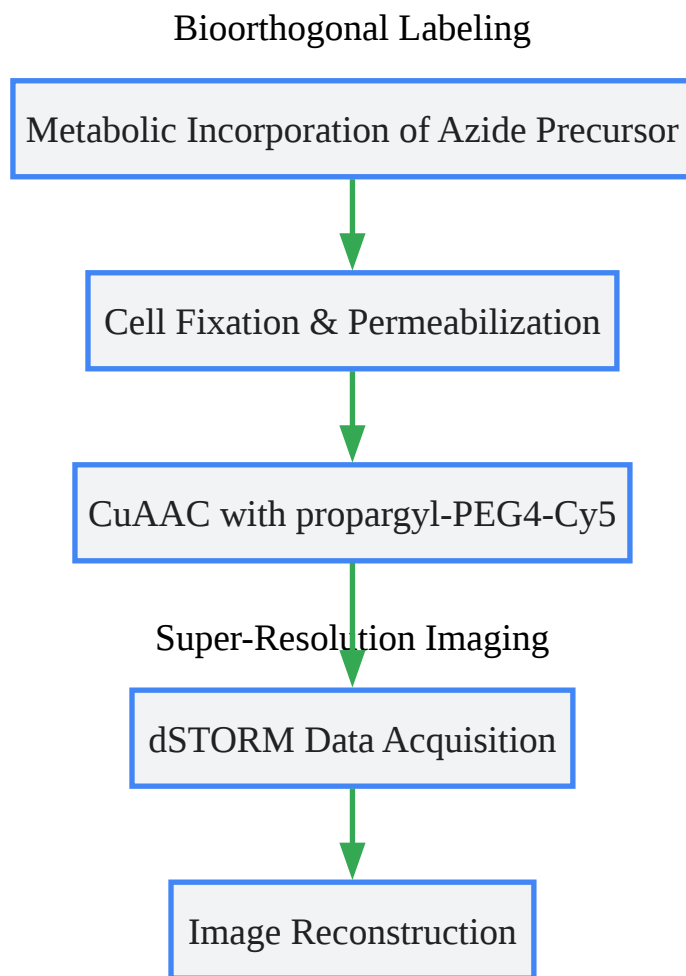 Bioorthogonal Labeling
Metabolic Incorporation of Azide Precursor
Cell Fixation & Permeabilization
CuAAC with propargyl-PEG4-Cy5
Super-Resolution Imaging
dSTORM Data Acquisition
Image Reconstruction